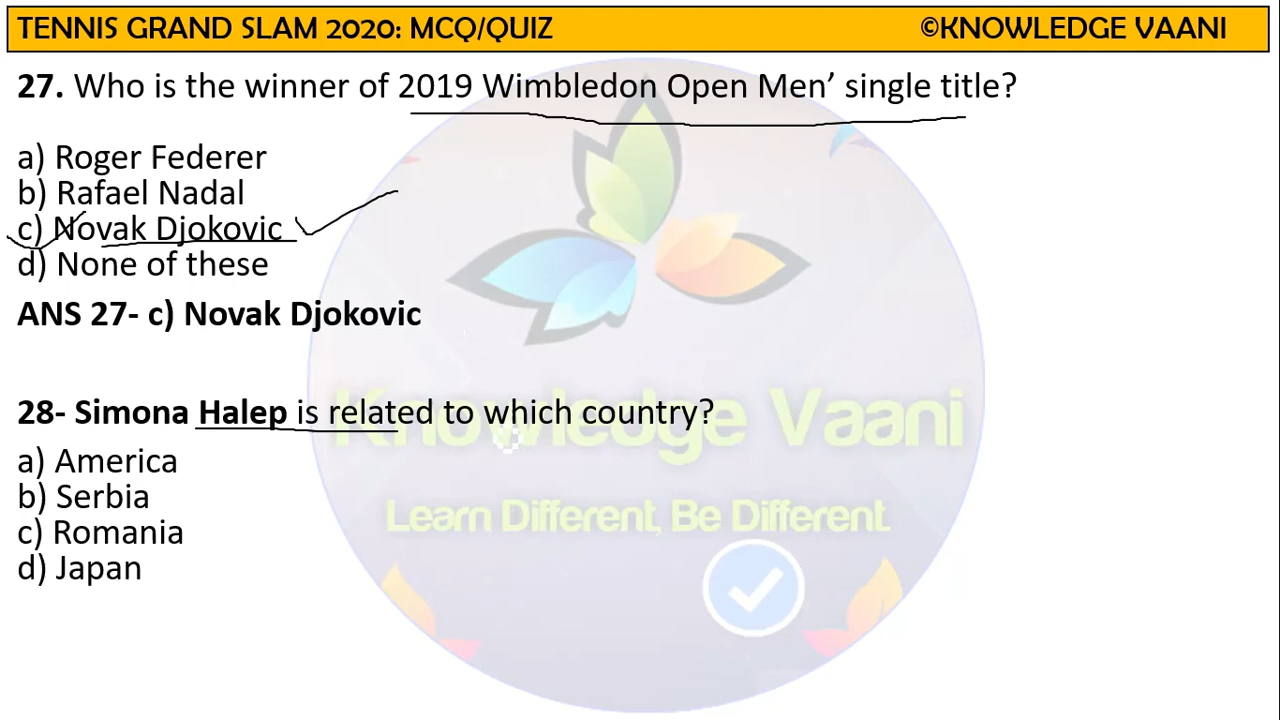 TENNIS GRAND SLAM 2020: MCQ/QUIZ ©KNOWLEDGE VAANI
27. Who is the winner of 2019 Wimbledon Open Men’ single title?
a) Roger Federer
b) Rafael Nadal
c) Novak Djokovic
d) None of these
ANS 27- c) Novak Djokovic
28- Simona Halep is related to which country?
Knowledge Vaani
a) America
b) Serbia
Learn Different, Be Different
c) Romania
d) Japan